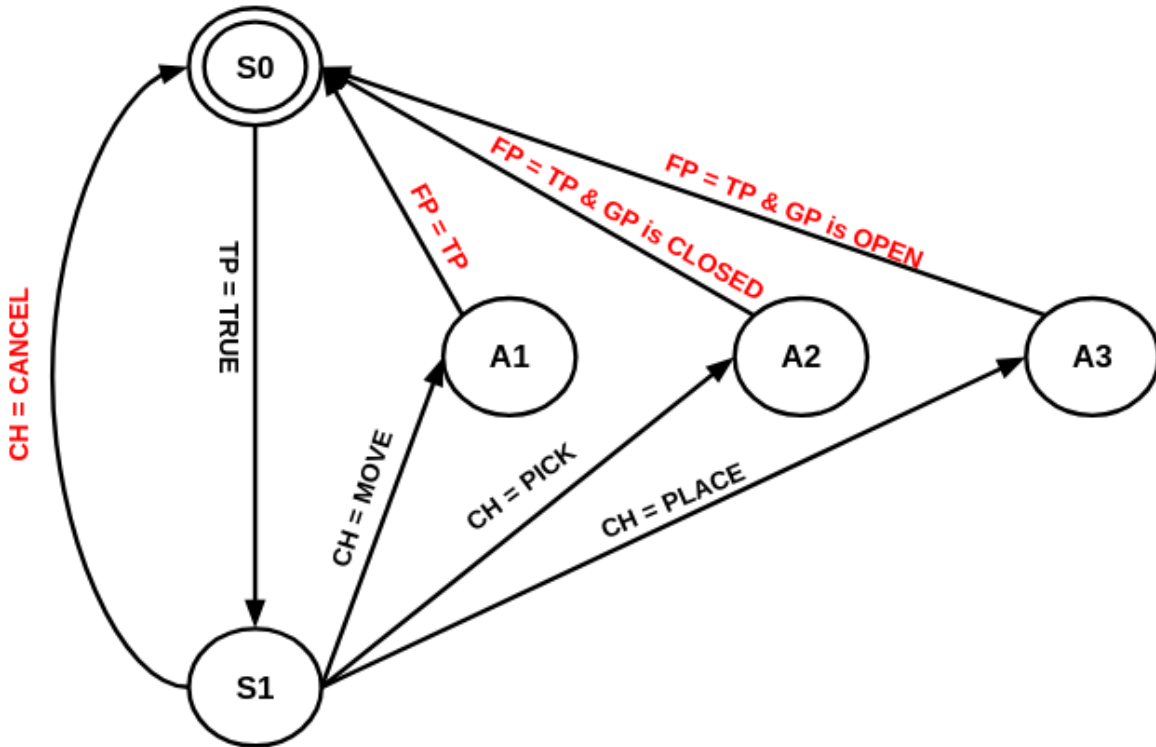 S0
FP = TP & GP is CLOSED
FP = TP & GP is OPEN
FP = TP
TP = TRUE
CH = CANCEL
A1
A2
A3
CH = MOVE
CH = PICK
CH = PLACE
S1